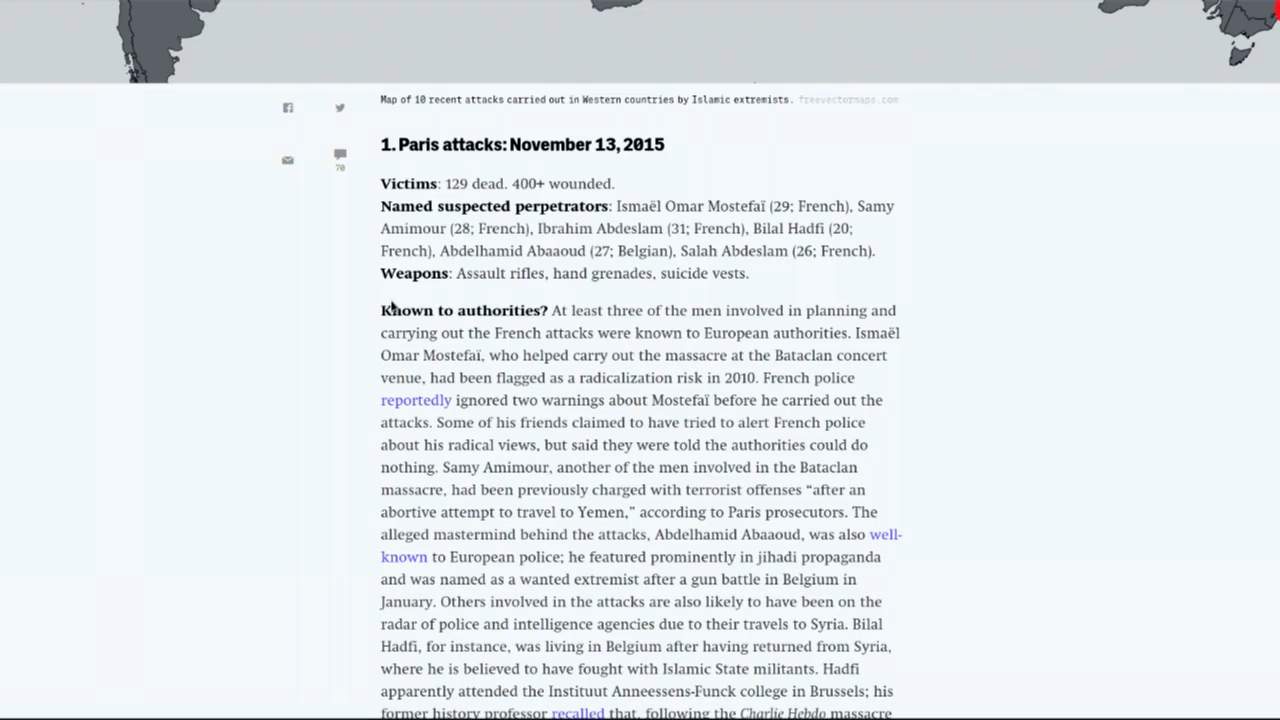 Map of 10 recent attacks carried out in Western countries by Islamic extremists. freevectormaps.com
1. Paris attacks: November 13, 2015
70
Victims: 129 dead. 400+ wounded.
Named suspected perpetrators: Ismaël Omar Mostefaï (29; French), Samy
Amimour (28; French), Ibrahim Abdeslam (31; French), Bilal Hadfi (20;
French), Abdelhamid Abaaoud (27; Belgian), Salah Abdeslam (26; French).
Weapons: Assault rifles, hand grenades, suicide vests.
Known to authorities? At least three of the men involved in planning and
carrying out the French attacks were known to European authorities. Ismaël
Omar Mostefaï, who helped carry out the massacre at the Bataclan concert
venue, had been flagged as a radicalization risk in 2010. French police
reportedly ignored two warnings about Mostefaï before he carried out the
attacks. Some of his friends claimed to have tried to alert French police
about his radical views, but said they were told the authorities could do
nothing. Samy Amimour, another of the men involved in the Bataclan
massacre, had been previously charged with terrorist offenses “after an
abortive attempt to travel to Yemen,” according to Paris prosecutors. The
alleged mastermind behind the attacks, Abdelhamid Abaaoud, was also well-
known to European police; he featured prominently in jihadi propaganda
and was named as a wanted extremist after a gun battle in Belgium in
January. Others involved in the attacks are also likely to have been on the
radar of police and intelligence agencies due to their travels to Syria. Bilal
Hadfi, for instance, was living in Belgium after having returned from Syria,
where he is believed to have fought with Islamic State militants. Hadfi
apparently attended the Instituut Anneessens-Funck college in Brussels; his
former history professor recalled that, following the Charlie Hebdo massacre